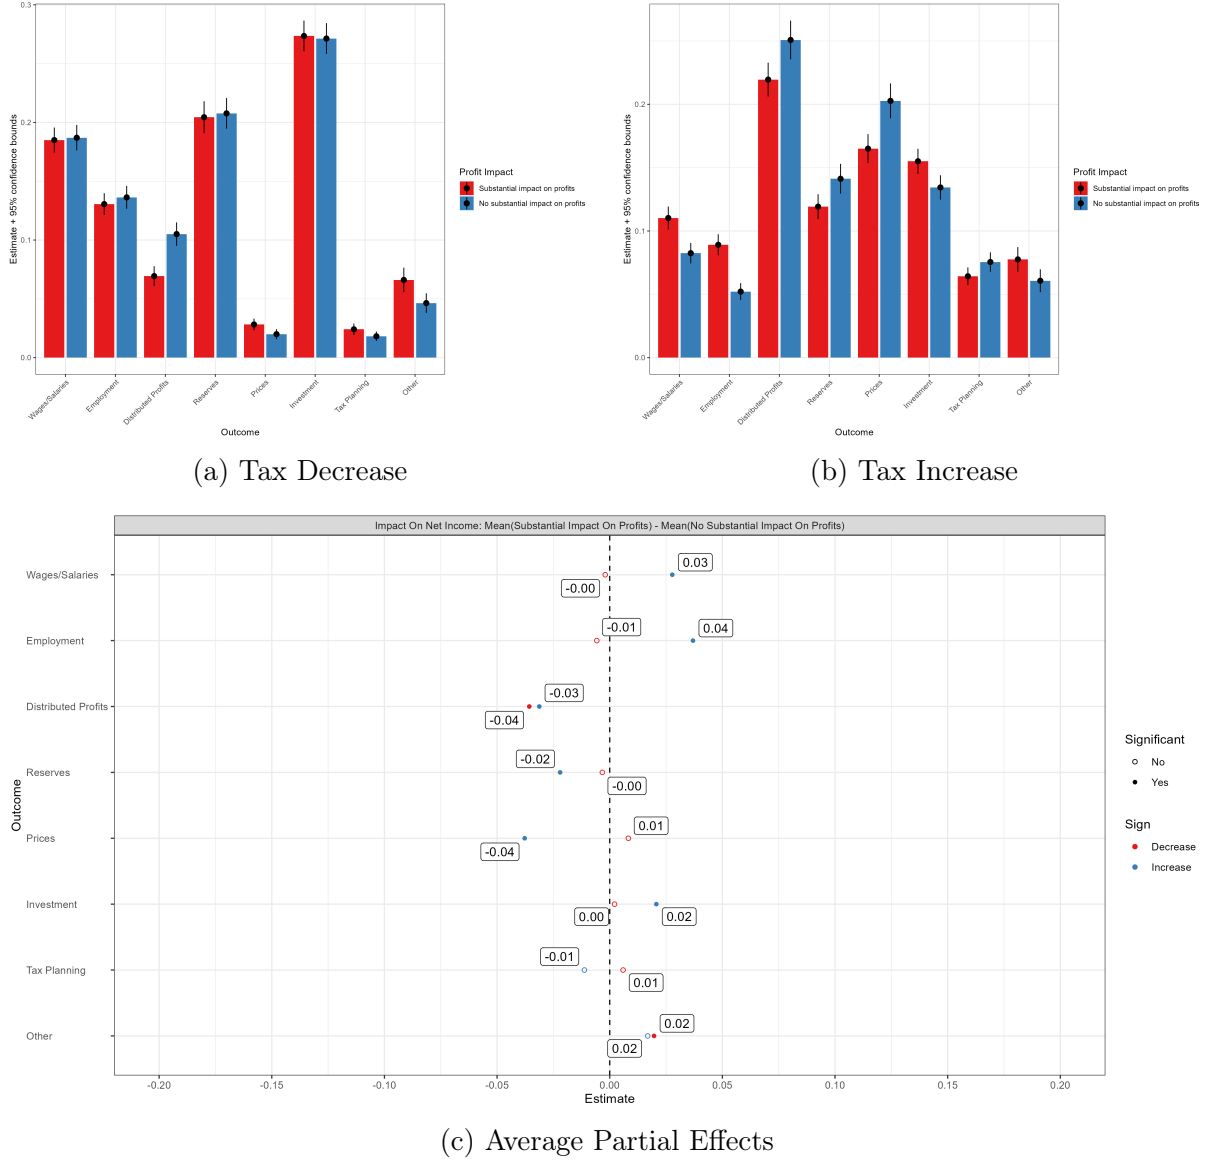 0.3
0.2
0.1
0.0
Estimate + 95% confidence bounds
Wages/Salaries
Employment
Distributed Profits
Reserves
Prices
Investment
Tax Planning
Other
Outcome
Profit Impact
Substantial impact on profits
No substantial impact on profits
(a) Tax Decrease
0.2
0.1
0.0
Estimate + 95% confidence bounds
Wages/Salaries
Employment
Distributed Profits
Reserves
Prices
Investment
Tax Planning
Other
Outcome
Profit Impact
Substantial impact on profits
No substantial impact on profits
(b) Tax Increase
Impact On Net Income: Mean(Substantial Impact On Profits) - Mean(No Substantial Impact On Profits)
Outcome
Wages/Salaries
-0.00
0.03
Employment
-0.01
0.04
Distributed Profits
-0.03
-0.04
Reserves
-0.02
-0.00
Prices
0.01
-0.04
Investment
0.00
0.02
Tax Planning
-0.01
0.01
Other
0.02
0.02
-0.20
-0.15
-0.10
-0.05
0.00
0.05
0.10
0.15
0.20
Estimate
Significant
No
Yes
Sign
Decrease
Increase
(c) Average Partial Effects